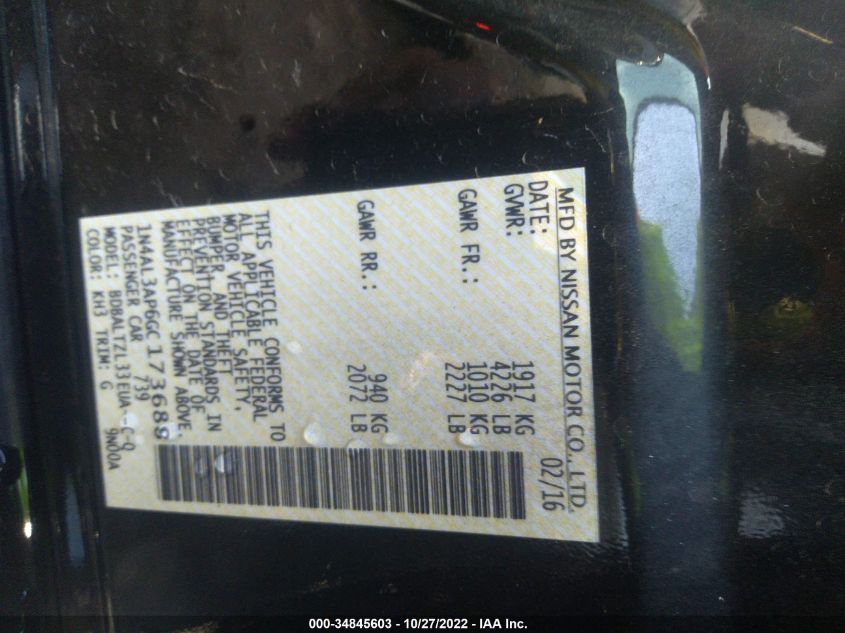 MFD BY NISSAN MOTOR CO., LTD.
DATE: 02/16
GVWR: 1917 KG
4226 LB
GAWR FR.: 1010 KG
2227 LB
GAWR RR.: 940 KG
2072 LB
THIS VEHICLE CONFORMS TO
ALL APPLICABLE FEDERAL
MOTOR VEHICLE SAFETY,
BUMPER, AND THEFT
PREVENTION STANDARDS IN
EFFECT ON THE DATE OF
MANUFACTURE SHOWN ABOVE.
1N4AL3AP6GC173689
PASSENGER CAR /39
MODEL: BDBALTZL33EUA--C-Q
COLOR: KH3 TRIM: G 9N00A
000-34845603 - 10/27/2022 - IAA Inc.